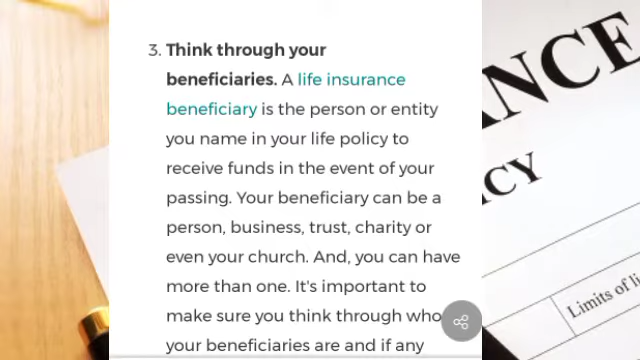 3. Think through your
beneficiaries. A life insurance
beneficiary is the person or entity
you name in your life policy to
receive funds in the event of your
passing. Your beneficiary can be a
person, business, trust, charity or
even your church. And, you can have
more than one. It's important to
make sure you think through who
your beneficiaries are and if any
NCE
CY
Limits of li